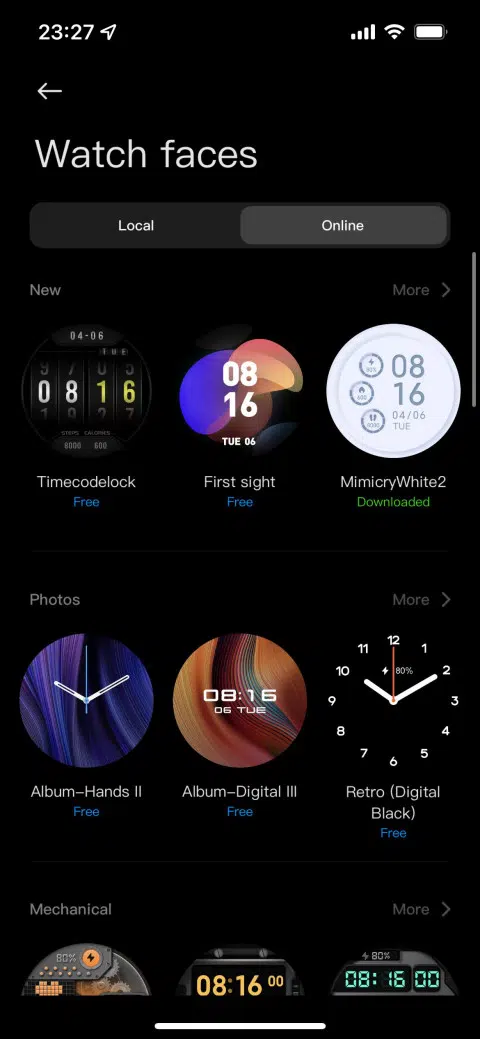 23:27
Watch faces
Local
Online
New
More
04-06
TUE
0 8 1 6
STEPS CALORIES
8000 600
08
16
TUE 06
80%
08
16
04/06
TUE
600
8000
Timecodelock
First sight
MimicryWhite2
Free
Free
Downloaded
Photos
More
08:16
06 TUE
12
11
1
10
80%
2
9
3
8
4
7
5
6
Album-Hands II
Album-Digital III
Retro (Digital
Black)
Free
Free
Free
Mechanical
More
80%
08:16 00
80%
08:16 00